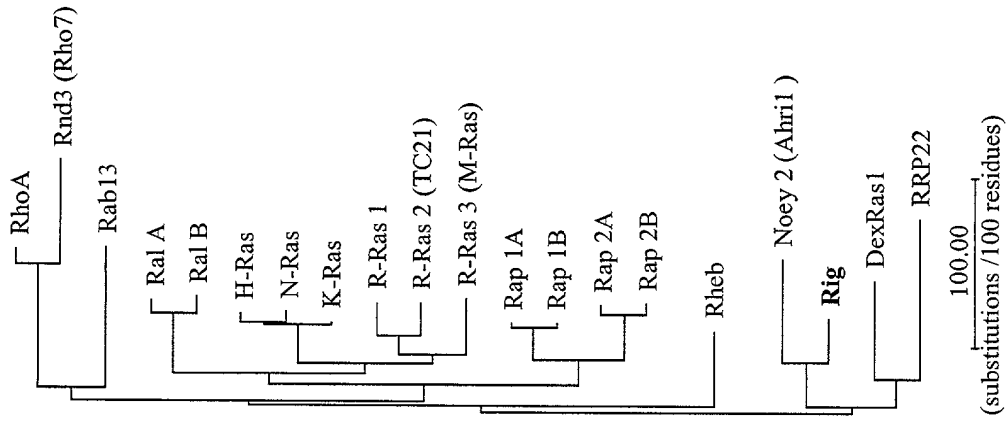 RhoA
Rnd3 (Rho7)
Rab13
Ral A
Ral B
H-Ras
N-Ras
K-Ras
R-Ras 1
R-Ras 2 (TC21)
R-Ras 3 (M-Ras)
Rap 1A
Rap 1B
Rap 2A
Rap 2B
Rheb
Noey 2 (Ahri1 )
Rig
DexRas1
RRP22
100.00
(substitutions /100 residues)